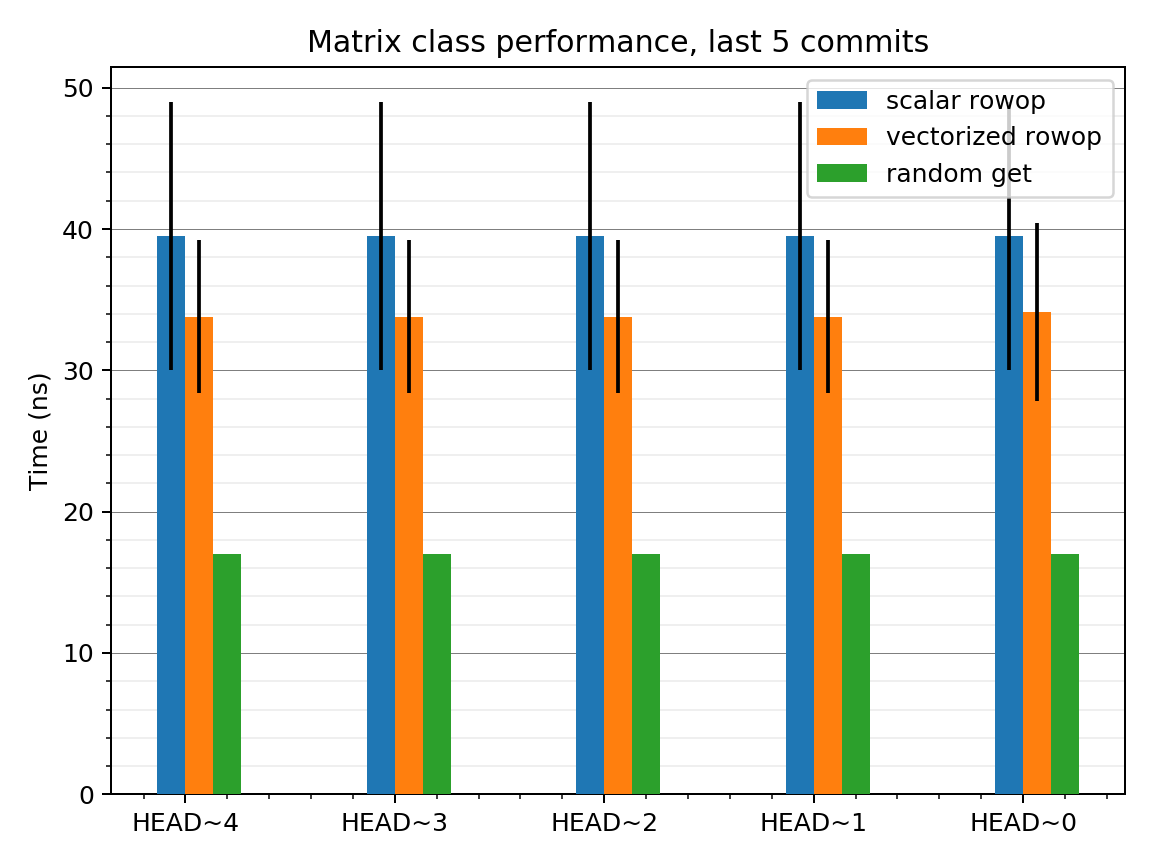 Matrix class performance, last 5 commits
scalar rowop
vectorized rowop
random get
Time (ns)
50
40
30
20
10
0
HEAD~4 HEAD~3 HEAD~2 HEAD~1 HEAD~0